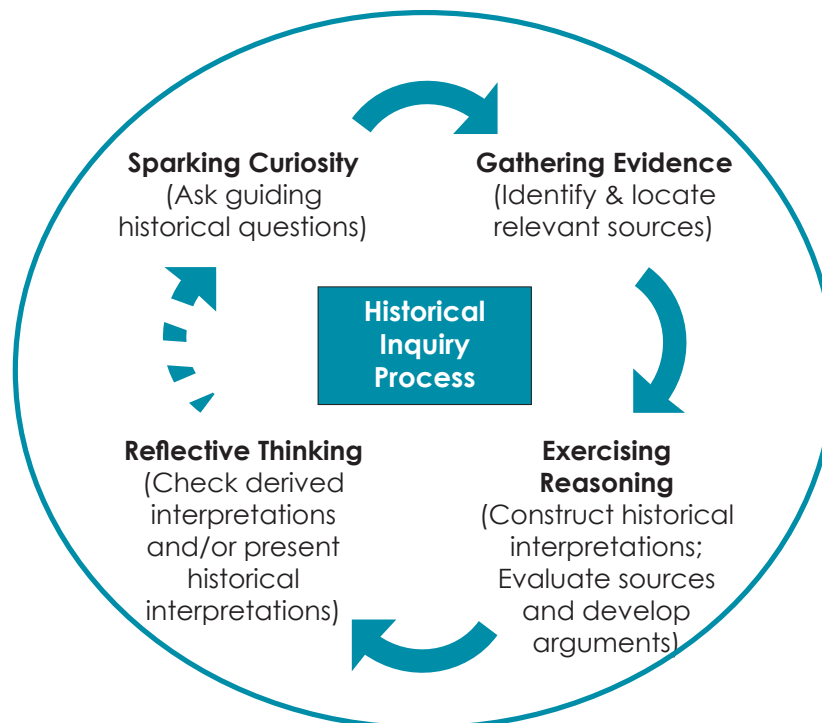 Sparking Curiosity
(Ask guiding
historical questions)
Gathering Evidence
(Identify & locate
relevant sources)
Historical
Inquiry
Process
Reflective Thinking
(Check derived
interpretations
and/or present
historical
interpretations)
Exercising
Reasoning
(Construct historical
interpretations;
Evaluate sources
and develop
arguments)